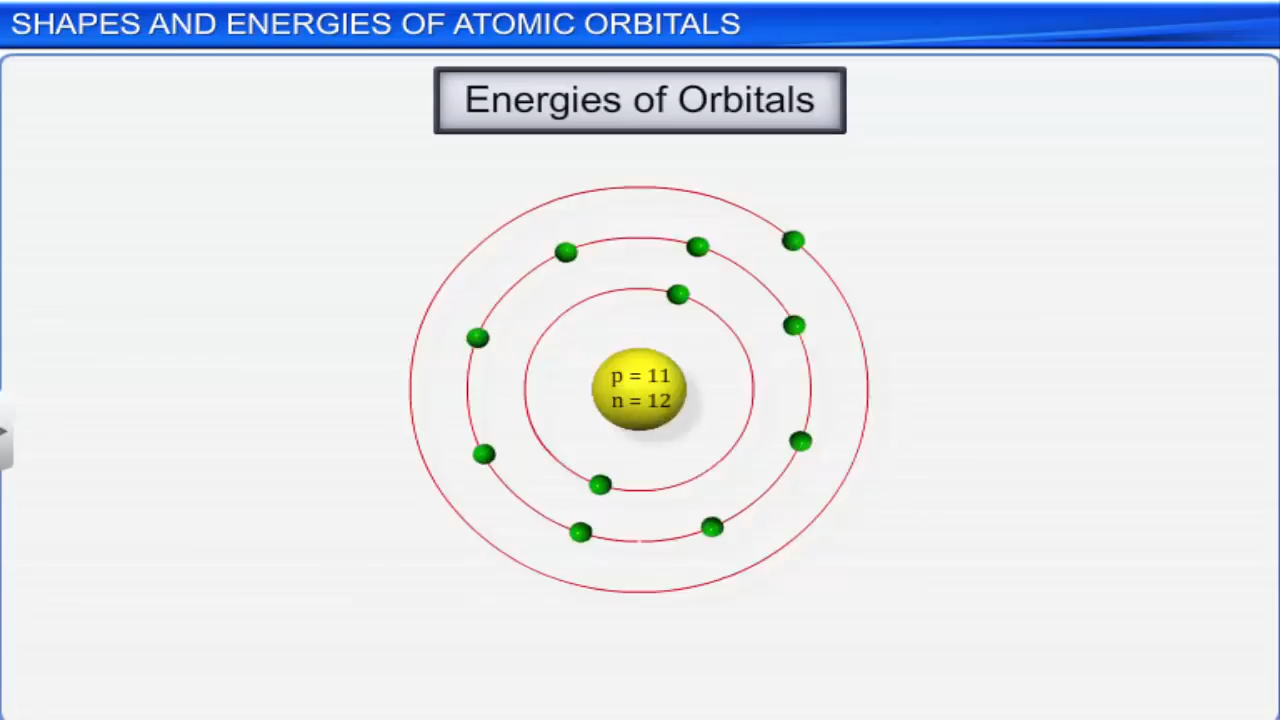 SHAPES AND ENERGIES OF ATOMIC ORBITALS
Energies of Orbitals
p = 11
n = 12